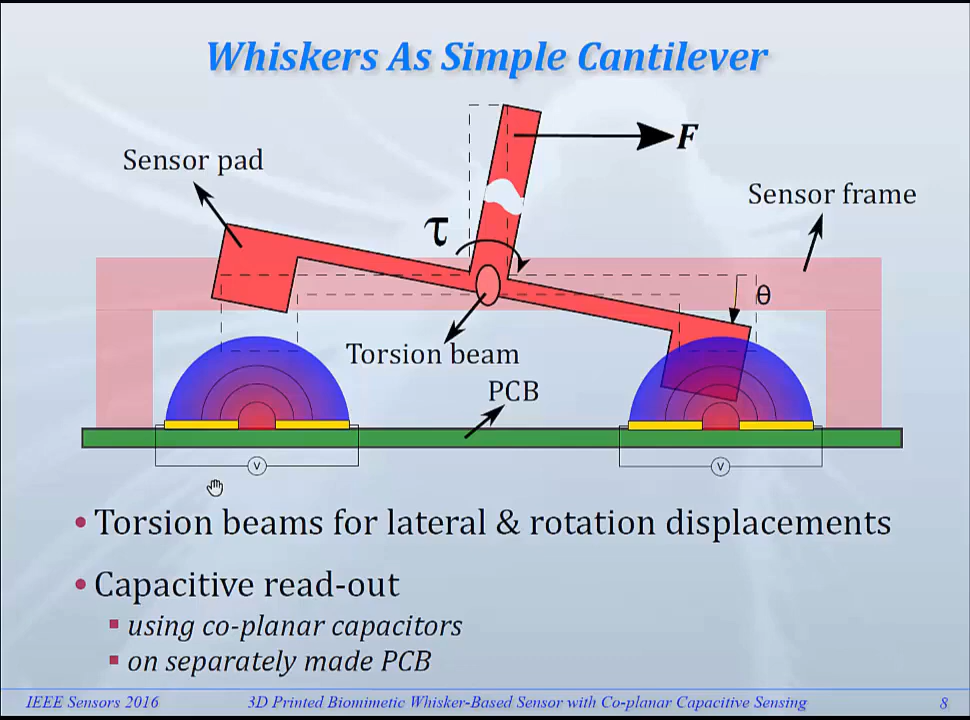 Whiskers As Simple Cantilever
F
Sensor pad
Sensor frame
τ
θ
Torsion beam
PCB
V
V
• Torsion beams for lateral & rotation displacements
• Capacitive read-out
▪ using co-planar capacitors
▪ on separately made PCB
IEEE Sensors 2016 3D Printed Biomimetic Whisker-Based Sensor with Co-planar Capacitive Sensing 8